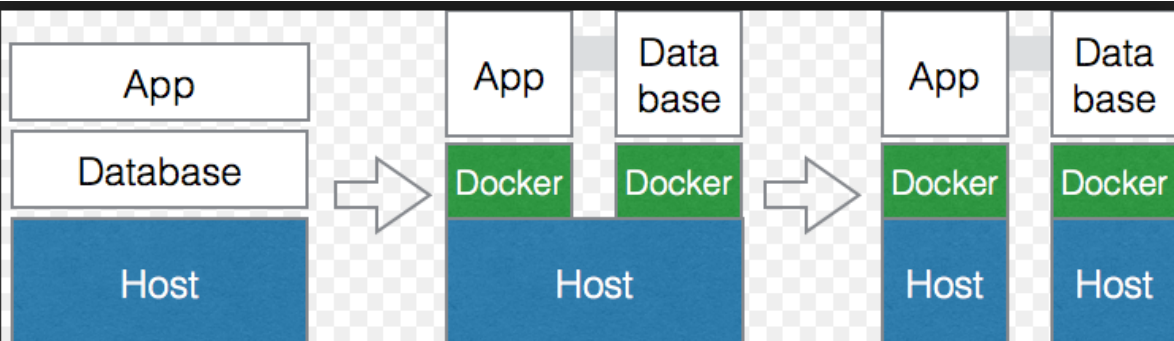 App
Database
Host
App
Data
base
Docker
Docker
Host
App
Data
base
Docker
Docker
Host
Host